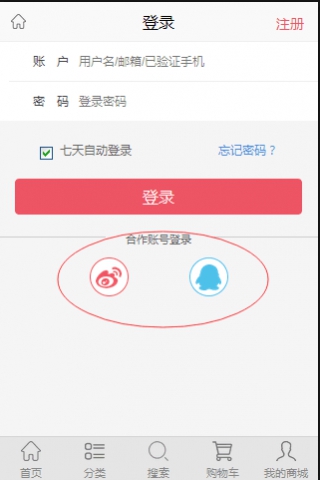 登录 注册
账 户 用户名/邮箱/已验证手机
密 码 登录密码
七天自动登录 忘记密码？
登录
合作账号登录
首页 分类 搜索 购物车 我的商城